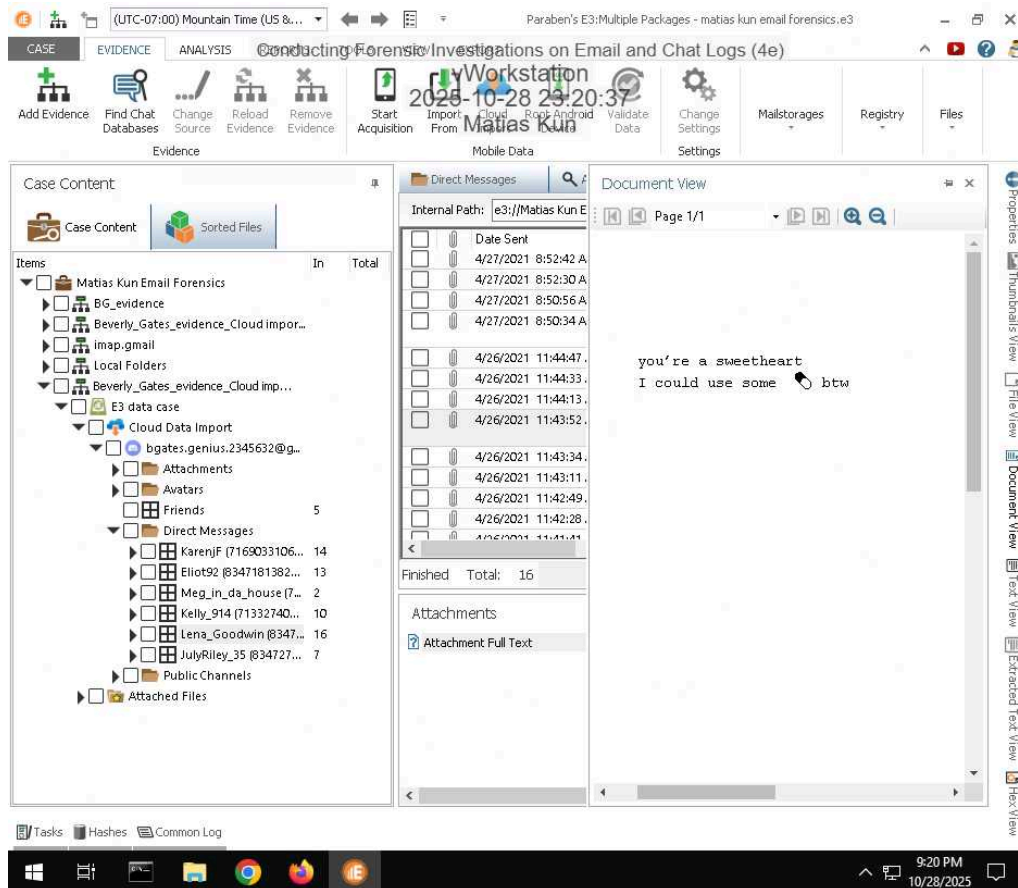 (UTC-07:00) Mountain Time (US &...
Paraben's E3:Multiple Packages - matias kun email forensics.e3
CASE
EVIDENCE
ANALYSIS
Conducting Forensic Investigations on Email and Chat Logs (4e)
vWorkstation
2025-10-28 23:20:37
Matias Kun
Add Evidence
Find Chat Databases
Change Source
Reload Evidence
Remove Evidence
Start Acquisition
Import From
Cloud Import
Root Android Device
Validate Data
Change Settings
Mailstorages
Registry
Files
Evidence
Mobile Data
Settings
Case Content
Case Content
Sorted Files
Items In Total
Matias Kun Email Forensics
BG_evidence
Beverly_Gates_evidence_Cloud impor...
imap.gmail
Local Folders
Beverly_Gates_evidence_Cloud imp...
E3 data case
Cloud Data Import
bgates.genius.2345632@g...
Attachments
Avatars
Friends 5
Direct Messages
KarenjF (7169033106... 14
Eliot92 (8347181382... 13
Meg_in_da_house (7... 2
Kelly_914 (71332740... 10
Lena_Goodwin (8347... 16
JulyRiley_35 (834727... 7
Public Channels
Attached Files
Direct Messages
Internal Path: e3://Matias Kun E
Date Sent
4/27/2021 8:52:42 A
4/27/2021 8:52:30 A
4/27/2021 8:50:56 A
4/27/2021 8:50:34 A
4/26/2021 11:44:47.
4/26/2021 11:44:33.
4/26/2021 11:44:13.
4/26/2021 11:43:52.
4/26/2021 11:43:34.
4/26/2021 11:43:11.
4/26/2021 11:42:49.
4/26/2021 11:42:28.
4/26/2021 11:41:41
Finished Total: 16
Attachments
Attachment Full Text
Document View
Page 1/1
you're a sweetheart
I could use some 💊 btw
Properties
Thumbnails View
File View
Document View
Text View
Extracted Text View
Hex View
Tasks
Hashes
Common Log
9:20 PM
10/28/2025